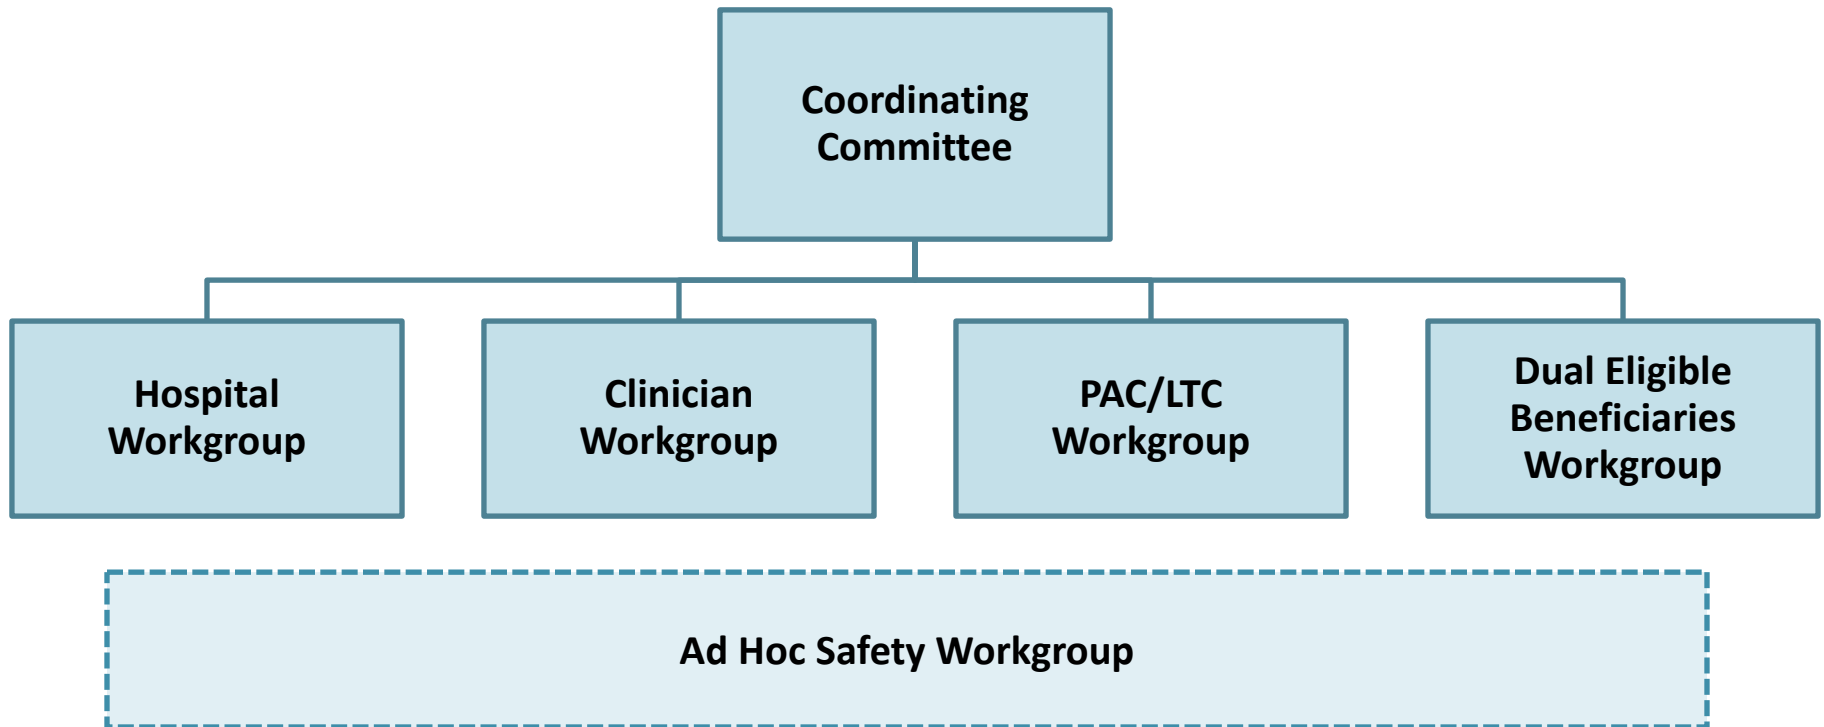 Coordinating
Committee
Hospital
Workgroup
Clinician
Workgroup
PAC/LTC
Workgroup
Dual Eligible
Beneficiaries
Workgroup
Ad Hoc Safety Workgroup